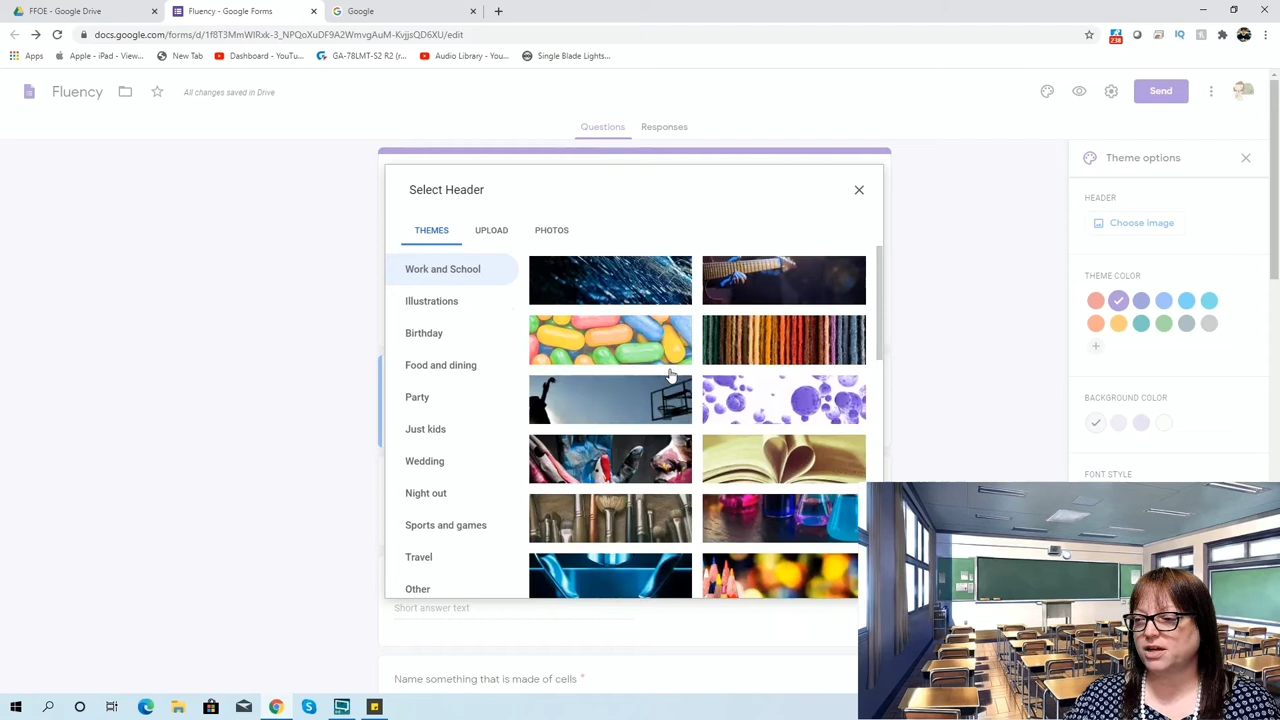 FFOE - Google Drive
Fluency - Google Forms
Google
docs.google.com/forms/d/1f8T3MmWIRxk-3_NPQoXuDF9A2WmvgAuM-KvjjsQD6XU/edit
238
Apps
Apple - iPad - View...
New Tab
Dashboard - YouTu...
GA-78LMT-S2 R2 (r...
Audio Library - You...
Single Blade Lights...
Fluency
All changes saved in Drive
Send
Questions
Responses
Select Header
THEMES
UPLOAD
PHOTOS
Work and School
Illustrations
Birthday
Food and dining
Party
Just kids
Wedding
Night out
Sports and games
Travel
Other
Short answer text
Name something that is made of cells *
Theme options
HEADER
Choose image
THEME COLOR
BACKGROUND COLOR
FONT STYLE